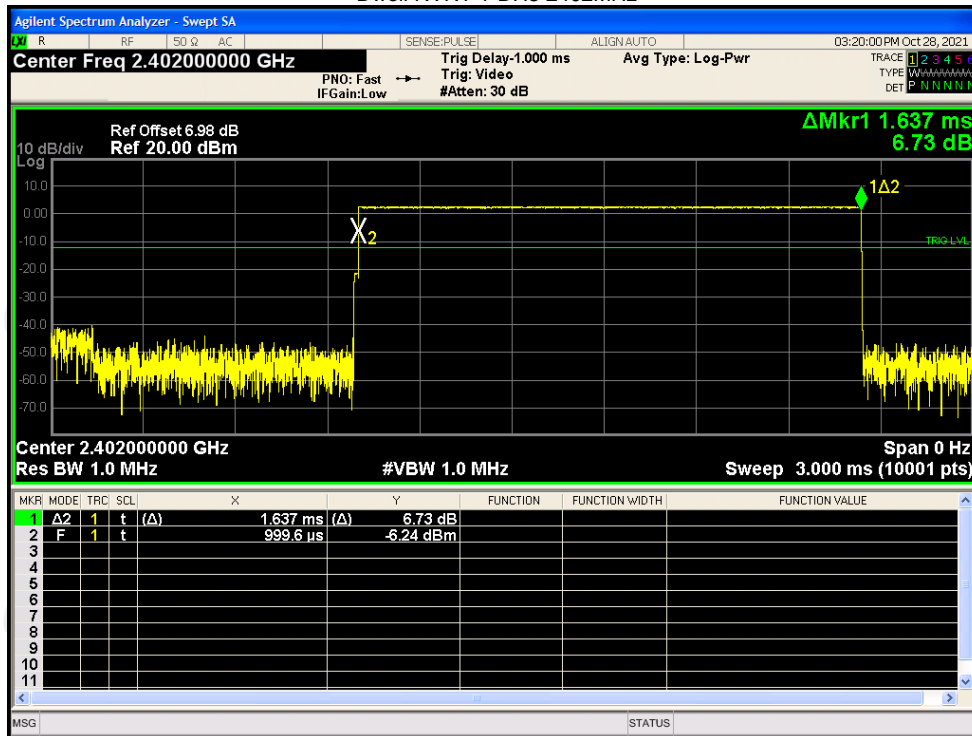 Agilent Spectrum Analyzer - Swept SA
LXI R RF 50 Ω AC SENSE:PULSE ALIGNAUTO 03:20:00 PM Oct 28, 2021
Center Freq 2.402000000 GHz
PNO: Fast
IFGain:Low
Trig Delay-1.000 ms
Trig: Video
#Atten: 30 dB
Avg Type: Log-Pwr
TRACE 1 2 3 4 5 6
TYPE
DET P N N N N N
ΔMkr1 1.637 ms
6.73 dB
Ref Offset 6.98 dB
10 dB/div Ref 20.00 dBm
Log
10.0
0.00
-10.0
-20.0
-30.0
-40.0
-50.0
-60.0
-70.0
1Δ2
X2
TRIG LVL
Center 2.402000000 GHz Span 0 Hz
Res BW 1.0 MHz #VBW 1.0 MHz Sweep 3.000 ms (10001 pts)
MKR MODE TRC SCL X Y FUNCTION FUNCTION WIDTH FUNCTION VALUE
1 Δ2 1 t (Δ) 1.637 ms (Δ) 6.73 dB
2 F 1 t 999.6 µs -6.24 dBm
3
4
5
6
7
8
9
10
11
MSG STATUS